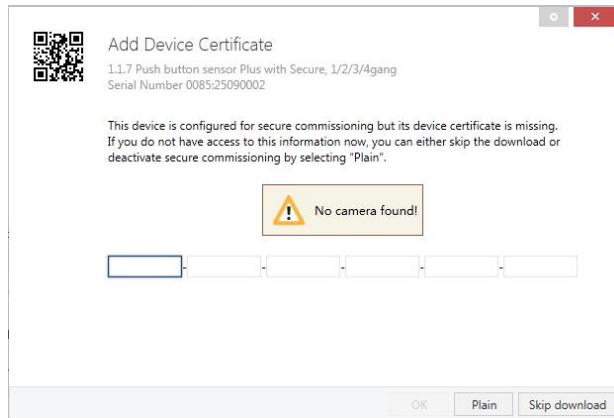 Add Device Certificate
1.1.7 Push button sensor Plus with Secure, 1/2/3/4gang
Serial Number 0085:25090002
This device is configured for secure commissioning but its device certificate is missing.
If you do not have access to this information now, you can either skip the download or
deactivate secure commissioning by selecting "Plain".
No camera found!
- - - - -
OK Plain Skip download